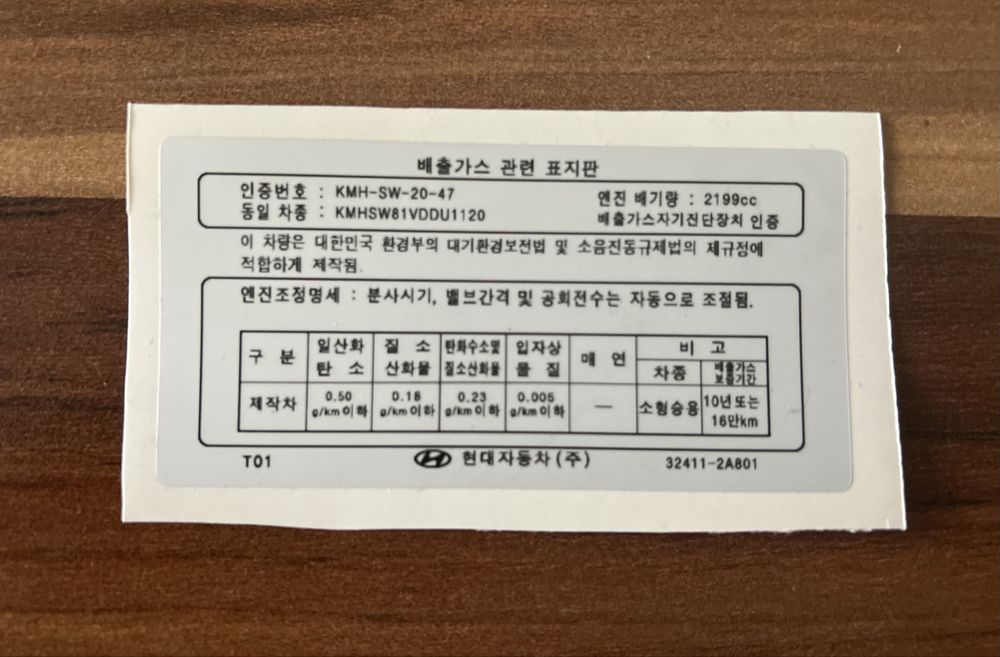 배출가스 관련 표지판
인증번호 : KMH-SW-20-47 엔진 배기량 : 2199cc
동일 차종 : KMHSW81VDDU1120 배출가스자기진단장치 인증
이 차량은 대한민국 환경부의 대기환경보전법 및 소음진동규제법의 제규정에
적합하게 제작됨.
엔진조정명세 : 분사시기, 밸브간격 및 공회전수는 자동으로 조절됨.
구 분 일산화 탄 소 질 소 산화물 탄화수소및 질소산화물 입자상 물 질 매 연 비 고
차종 배출가스 보증기간
제작차 0.50 g/km이하 0.18 g/km이하 0.23 g/km이하 0.005 g/km이하 — 소형승용 10년 또는 16만km
T01 현대자동차(주) 32411-2A801